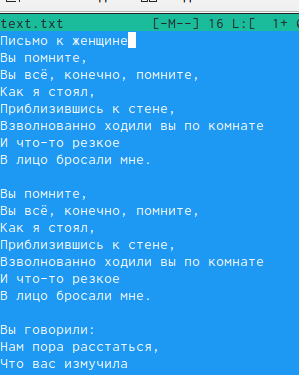 text.txt [-M--] 16 L:[ 1+
Письмо к женщине
Вы помните,
Вы всё, конечно, помните,
Как я стоял,
Приблизившись к стене,
Взволнованно ходили вы по комнате
И что-то резкое
В лицо бросали мне.

Вы помните,
Вы всё, конечно, помните,
Как я стоял,
Приблизившись к стене,
Взволнованно ходили вы по комнате
И что-то резкое
В лицо бросали мне.

Вы говорили:
Нам пора расстаться,
Что вас измучила